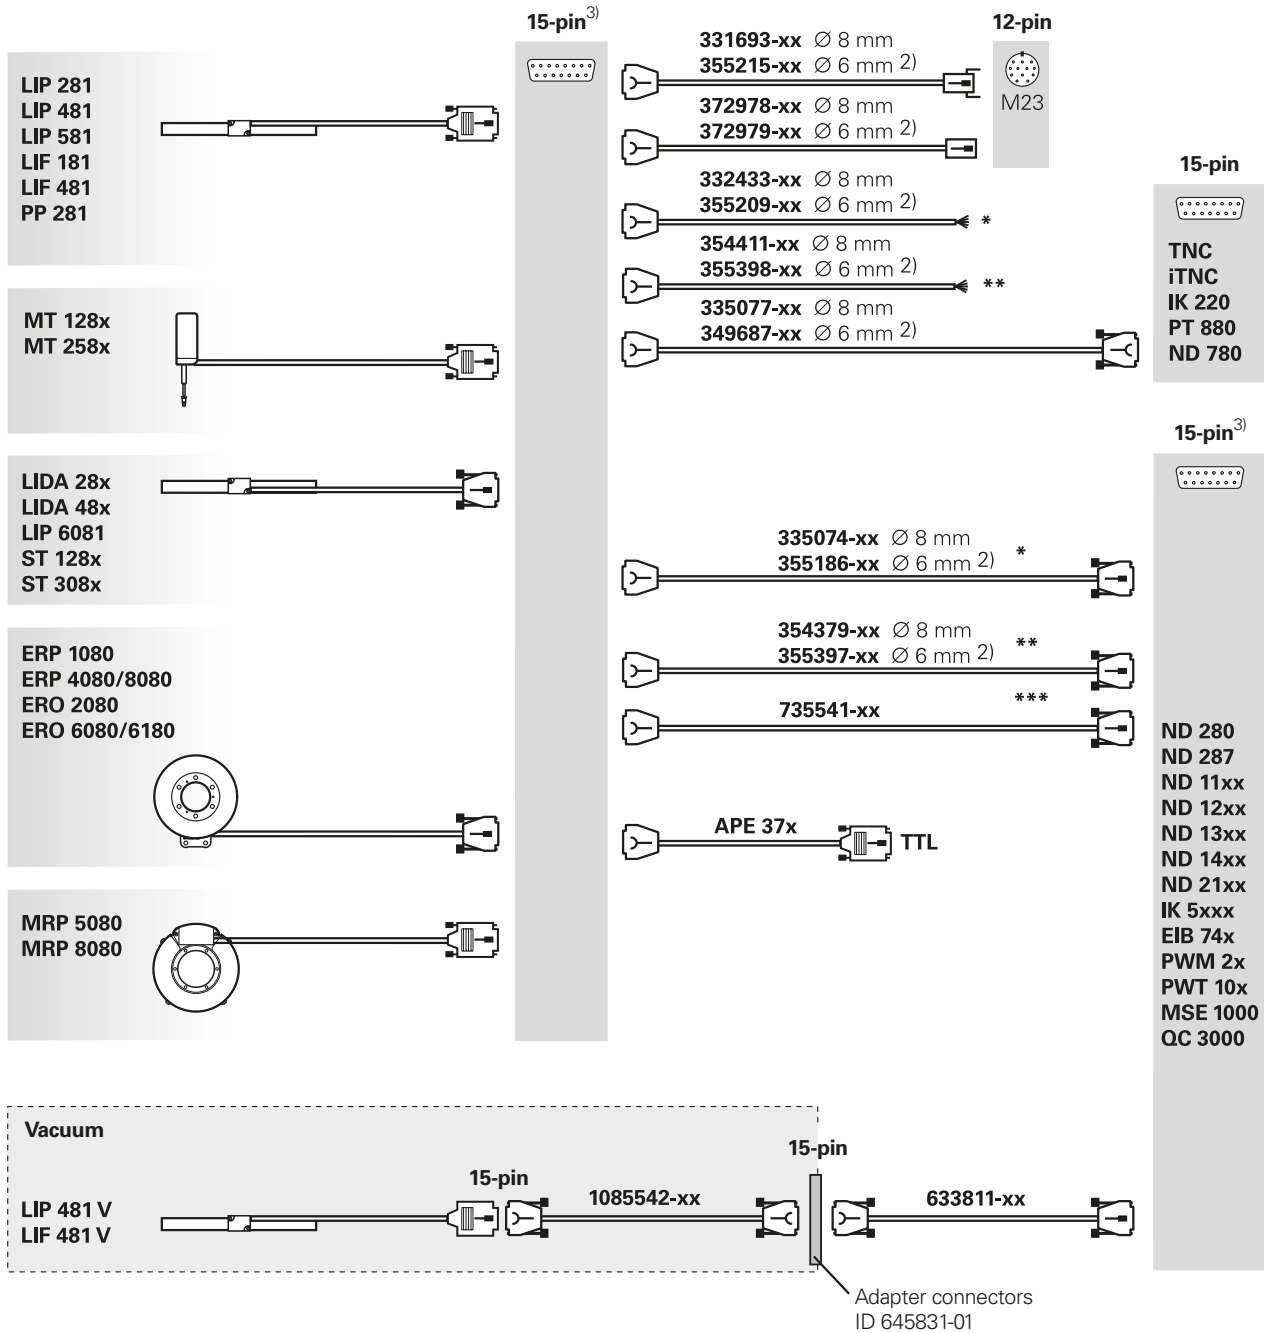 15-pin3)
12-pin
331693-xx Ø 8 mm
355215-xx Ø 6 mm 2)
M23
372978-xx Ø 8 mm
372979-xx Ø 6 mm 2)
LIP 281
LIP 481
LIP 581
LIF 181
LIF 481
PP 281
332433-xx Ø 8 mm
355209-xx Ø 6 mm 2)
*
354411-xx Ø 8 mm
355398-xx Ø 6 mm 2)
**
335077-xx Ø 8 mm
349687-xx Ø 6 mm 2)
15-pin
TNC
iTNC
IK 220
PT 880
ND 780
MT 128x
MT 258x
15-pin3)
LIDA 28x
LIDA 48x
LIP 6081
ST 128x
ST 308x
335074-xx Ø 8 mm
355186-xx Ø 6 mm 2)
*
354379-xx Ø 8 mm
355397-xx Ø 6 mm 2)
**
735541-xx
***
ERP 1080
ERP 4080/8080
ERO 2080
ERO 6080/6180
APE 37x
TTL
ND 280
ND 287
ND 11xx
ND 12xx
ND 13xx
ND 14xx
ND 21xx
IK 5xxx
EIB 74x
PWM 2x
PWT 10x
MSE 1000
QC 3000
MRP 5080
MRP 8080
Vacuum
15-pin
15-pin
LIP 481 V
LIF 481 V
1085542-xx
633811-xx
Adapter connectors
ID 645831-01